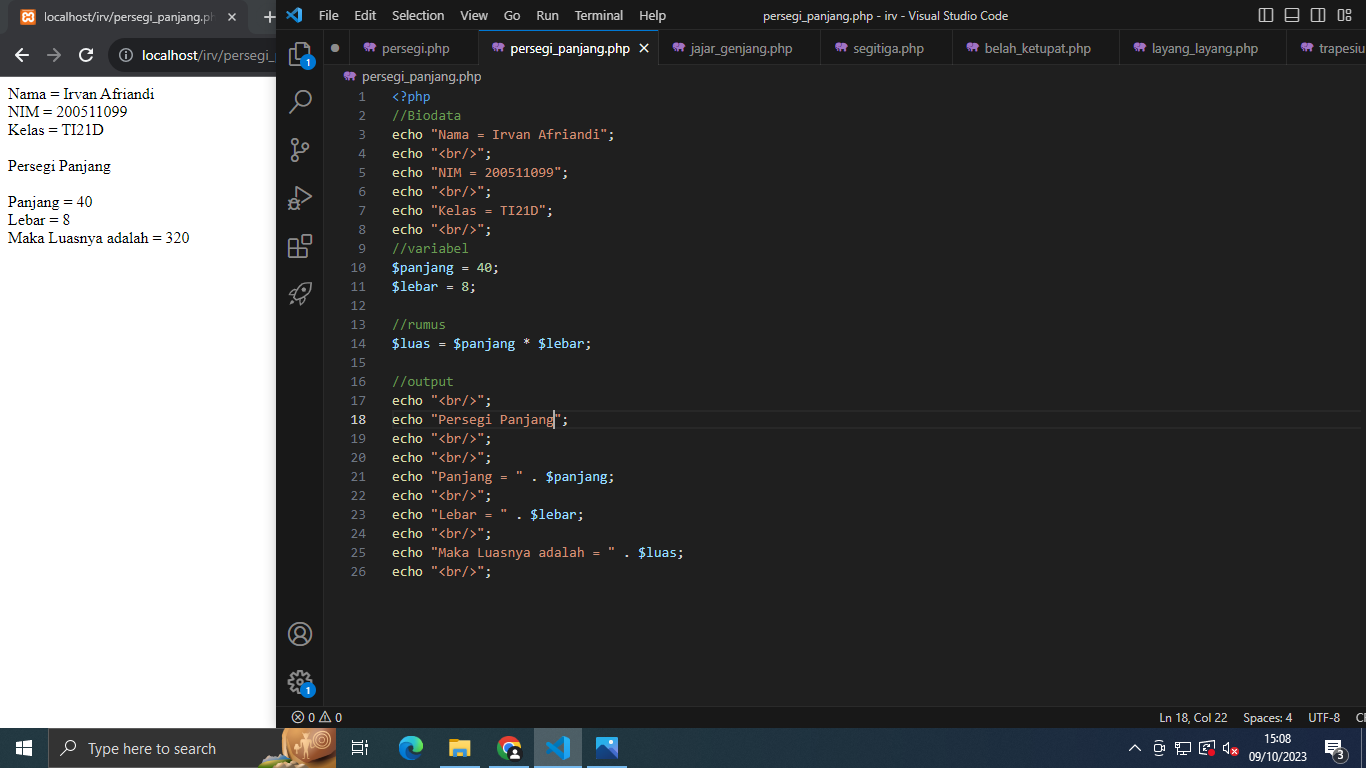 localhost/irv/persegi_panjang.ph
localhost/irv/persegi_
Nama = Irvan Afriandi
NIM = 200511099
Kelas = TI21D
Persegi Panjang
Panjang = 40
Lebar = 8
Maka Luasnya adalah = 320
File Edit Selection View Go Run Terminal Help
persegi_panjang.php - irv - Visual Studio Code
persegi.php
persegi_panjang.php
jajar_genjang.php
segitiga.php
belah_ketupat.php
layang_layang.php
trapesiu
persegi_panjang.php
1 <?php
2 //Biodata
3 echo "Nama = Irvan Afriandi";
4 echo "<br/>";
5 echo "NIM = 200511099";
6 echo "<br/>";
7 echo "Kelas = TI21D";
8 echo "<br/>";
9 //variabel
10 $panjang = 40;
11 $lebar = 8;
12
13 //rumus
14 $luas = $panjang * $lebar;
15
16 //output
17 echo "<br/>";
18 echo "Persegi Panjang";
19 echo "<br/>";
20 echo "<br/>";
21 echo "Panjang = " . $panjang;
22 echo "<br/>";
23 echo "Lebar = " . $lebar;
24 echo "<br/>";
25 echo "Maka Luasnya adalah = " . $luas;
26 echo "<br/>";
1
1
0 0
Ln 18, Col 22 Spaces: 4 UTF-8 C
Type here to search
15:08
09/10/2023
3